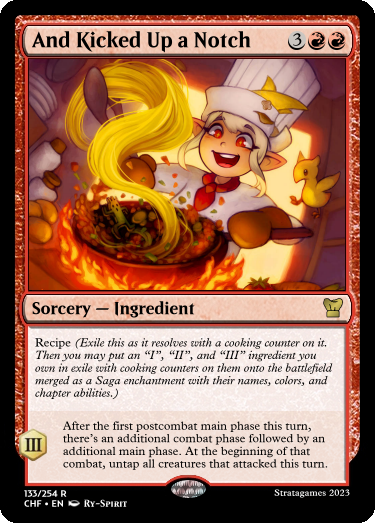 And Kicked Up a Notch 3
Sorcery — Ingredient
Recipe (Exile this as it resolves with a cooking counter on it.
Then you may put an “I”, “II”, and “III” ingredient you
own in exile with cooking counters on them onto the battlefield
merged as a Saga enchantment with their names, colors, and
chapter abilities.)
III
After the first postcombat main phase this turn,
there’s an additional combat phase followed by an
additional main phase. At the beginning of that
combat, untap all creatures that attacked this turn.
133/254 R
Stratagames 2023
CHF • EN Ry-Spirit